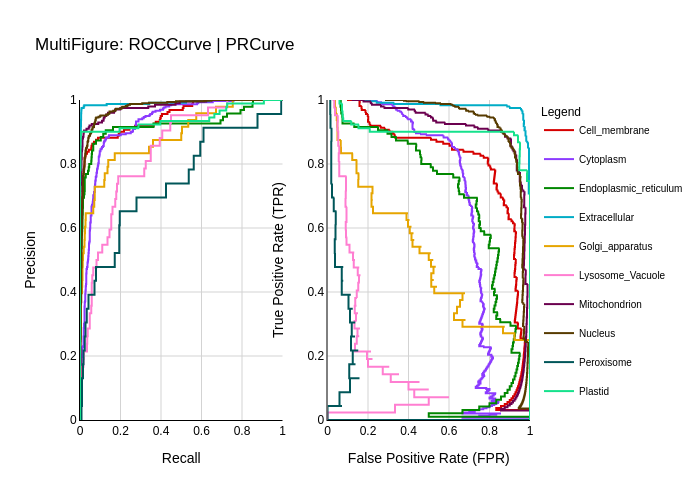 MultiFigure: ROCCurve | PRCurve
Precision
1
0.8
0.6
0.4
0.2
0
0 0.2 0.4 0.6 0.8 1
Recall
True Positive Rate (TPR)
1
0.8
0.6
0.4
0.2
0
0 0.2 0.4 0.6 0.8 1
False Positive Rate (FPR)
Legend
Cell_membrane
Cytoplasm
Endoplasmic_reticulum
Extracellular
Golgi_apparatus
Lysosome_Vacuole
Mitochondrion
Nucleus
Peroxisome
Plastid